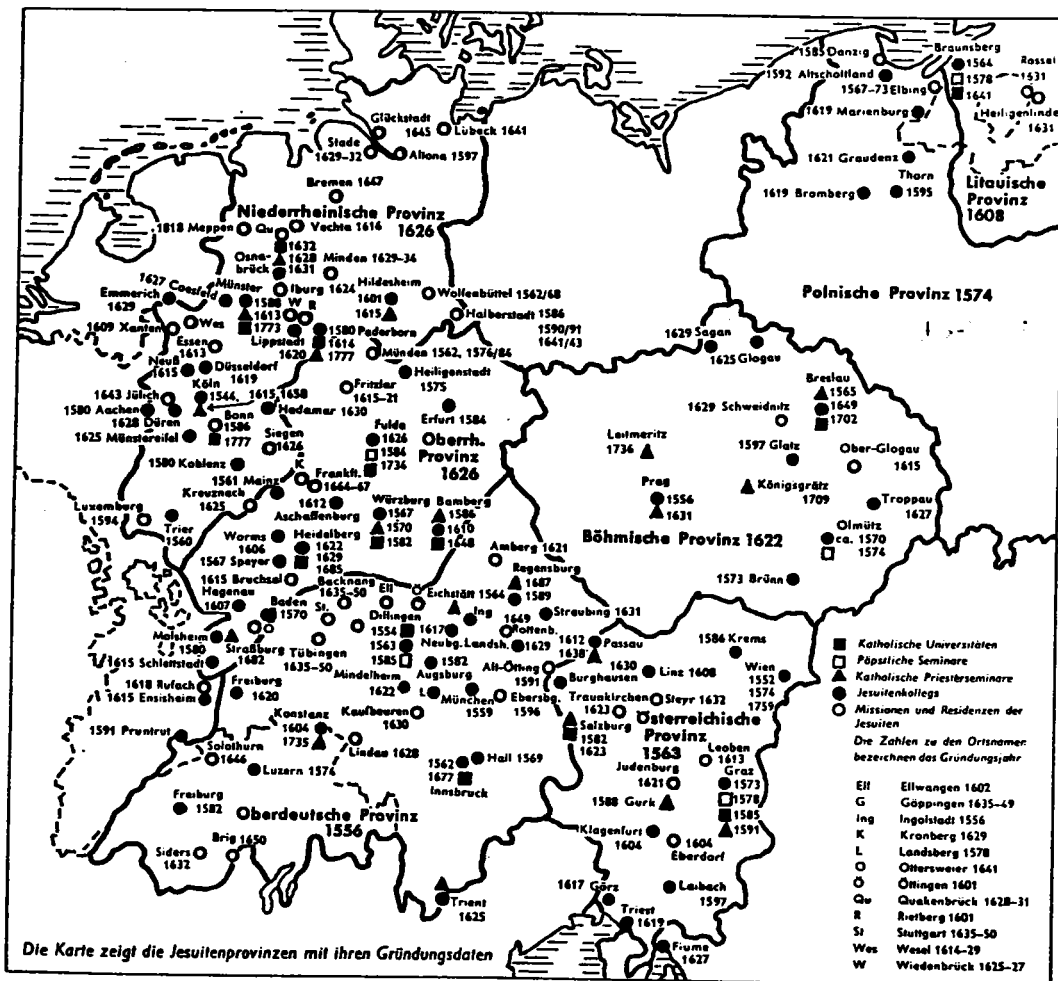 1585 Danzig
1592 Altschottland
1567–73 Elbing
Braunsberg
1564
1578
1641
Rössel
1631
Heiligenlinde
1631
1619 Marienburg
1621 Graudenz
Thorn
1595
1619 Bromberg
Litauische
Provinz
1608
Glückstadt
1645
Lübeck 1641
Stade
1629–32
Altona 1597
Bremen 1647
Niederrheinische Provinz
1626
1818 Meppen
Qu
Vechta 1614
1632
Osna-
1628
brück
1631
Minden 1629–34
Iburg 1624
Hildesheim
1601
1615
Wolfenbüttel 1562/68
Halberstadt 1586
1590/91
1641/43
Polnische Provinz 1574
1627 Coesfeld
Emmerich
1629
Münster
1588
1613
1773
W
R
Lippstadt
1620
1580 Paderborn
1614
1777
1609 Xanten
Wes
Essen
1613
Münden 1562, 1576/84
Heiligenstadt
1575
Neuß
1615
Düsseldorf
1619
Köln
1544,
1615, 1658
1643 Jülich
1580 Aachen
1628 Düren
1625 Münstereifel
Bonn
1586
1777
Hadamar 1630
Fritzlar
1615–21
Erfurt 1584
Siegen
1626
Fulda
1626
1584
1736
Oberrh.
Provinz
1626
1580 Koblenz
1561 Mainz
K
Frankft.
1664–67
Kreuznach
1625
1612
Aschaffenburg
Luxemburg
1594
Trier
1560
Würzburg
1567
1570
1582
Bamberg
1586
1610
1648
Worms
1606
Heidelberg
1622
1629
1685
1567 Speyer
1615 Bruchsal
1629 Sagan
1625 Glogau
Breslau
1565
1649
1702
1629 Schweidnitz
1597 Glatz
Ober-Glogau
1615
Leitmeritz
1736
Prag
1556
1631
Königsgrätz
1709
Troppau
1627
Olmütz
ca. 1570
1574
Böhmische Provinz 1622
1573 Brünn
Amberg 1621
Regensburg
1687
1589
Hagenau
1607
Baden
1570
Backnang
1635–50
St.
Ell
Ö
Eichstätt 1564
Ing
1649
Rottenb.
Straubing 1631
Molsheim
1580
Straßburg
1682
Tübingen
1635–50
Dillingen
1554
1563
1585
1617
Neubg.
Landsh.
1629
1612
Passau
1638
1615 Schlettstadt
1618 Rufach
1615 Ensisheim
Freiburg
1620
Mindelheim
1622
1582
Augsburg
L
München
1559
Alt-Ötting
1591
Burghausen
1630
Linz 1608
1586 Krems
Wien
1552
1574
1759
Ebersbg.
1596
Kaufbeuren
1630
Traunkirchen
1623
Steyr 1632
Salzburg
1582
1623
Österreichische
Provinz
1563
1591 Pruntrut
Konstanz
1604
1735
Lindau 1628
Solothurn
1646
Luzern 1574
1562
Hall 1569
1677
Innsbruck
Leoben
1613
Judenburg
1621
Graz
1573
1578
1585
1591
1588 Gurk
Freiburg
1582
Oberdeutsche Provinz
1556
Klagenfurt
1604
1604
Eberdorf
Siders
1632
Brig 1650
Trient
1625
1617 Görz
Laibach
1597
Triest
1619
Fiume
1627
Katholische Universitäten
Päpstliche Seminare
Katholische Priesterseminare
Jesuitenkollegs
Missionen und Residenzen der
Jesuiten
Die Zahlen zu den Ortsnamen
bezeichnen das Gründungsjahr
Ell Ellwangen 1602
G Göppingen 1635–49
Ing Ingolstadt 1556
K Kronberg 1629
L Landsberg 1578
O Ottersweier 1641
Ö Öttingen 1601
Qu Quakenbrück 1628–31
R Rietberg 1601
St Stuttgart 1635–50
Wes Wesel 1614–29
W Wiedenbrück 1625–27
Die Karte zeigt die Jesuitenprovinzen mit ihren Gründungsdaten